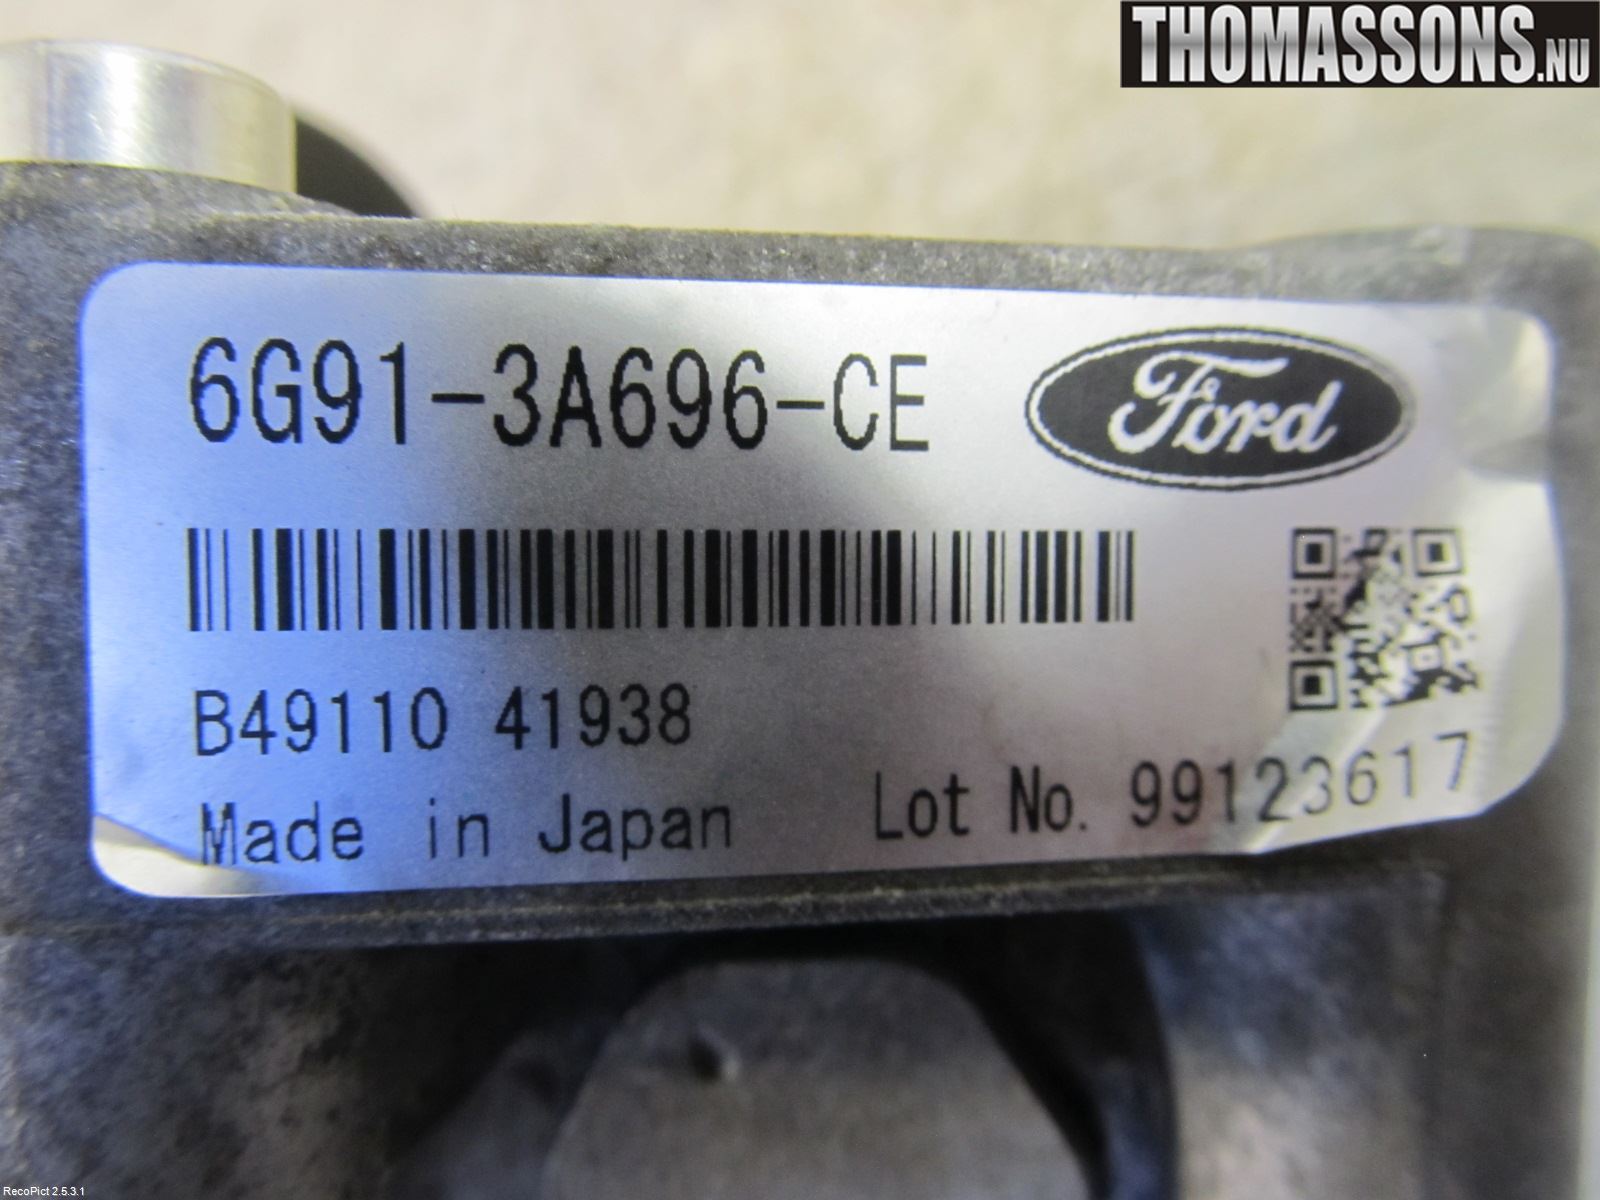 THOMASSONS.NU
6G91-3A696-CE
Ford
B49110 41938
Made in Japan
Lot No. 99123617
RecoPict 2.5.3.1